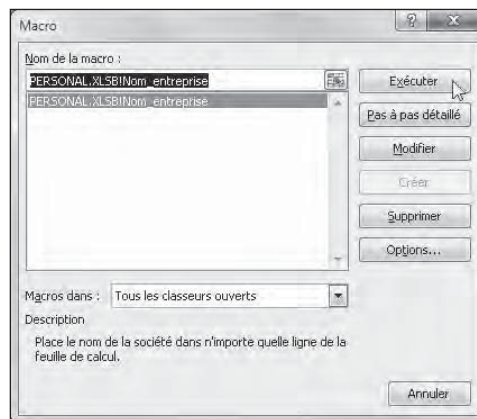 Macro
Nom de la macro :
PERSONAL.XLSB!Nom_entreprise
PERSONAL.XLSB!Nom_entreprise
Exécuter
Pas à pas détaillé
Modifier
Créer
Supprimer
Options...
Macros dans : Tous les classeurs ouverts
Description
Place le nom de la société dans n'importe quelle ligne de la
feuille de calcul.
Annuler